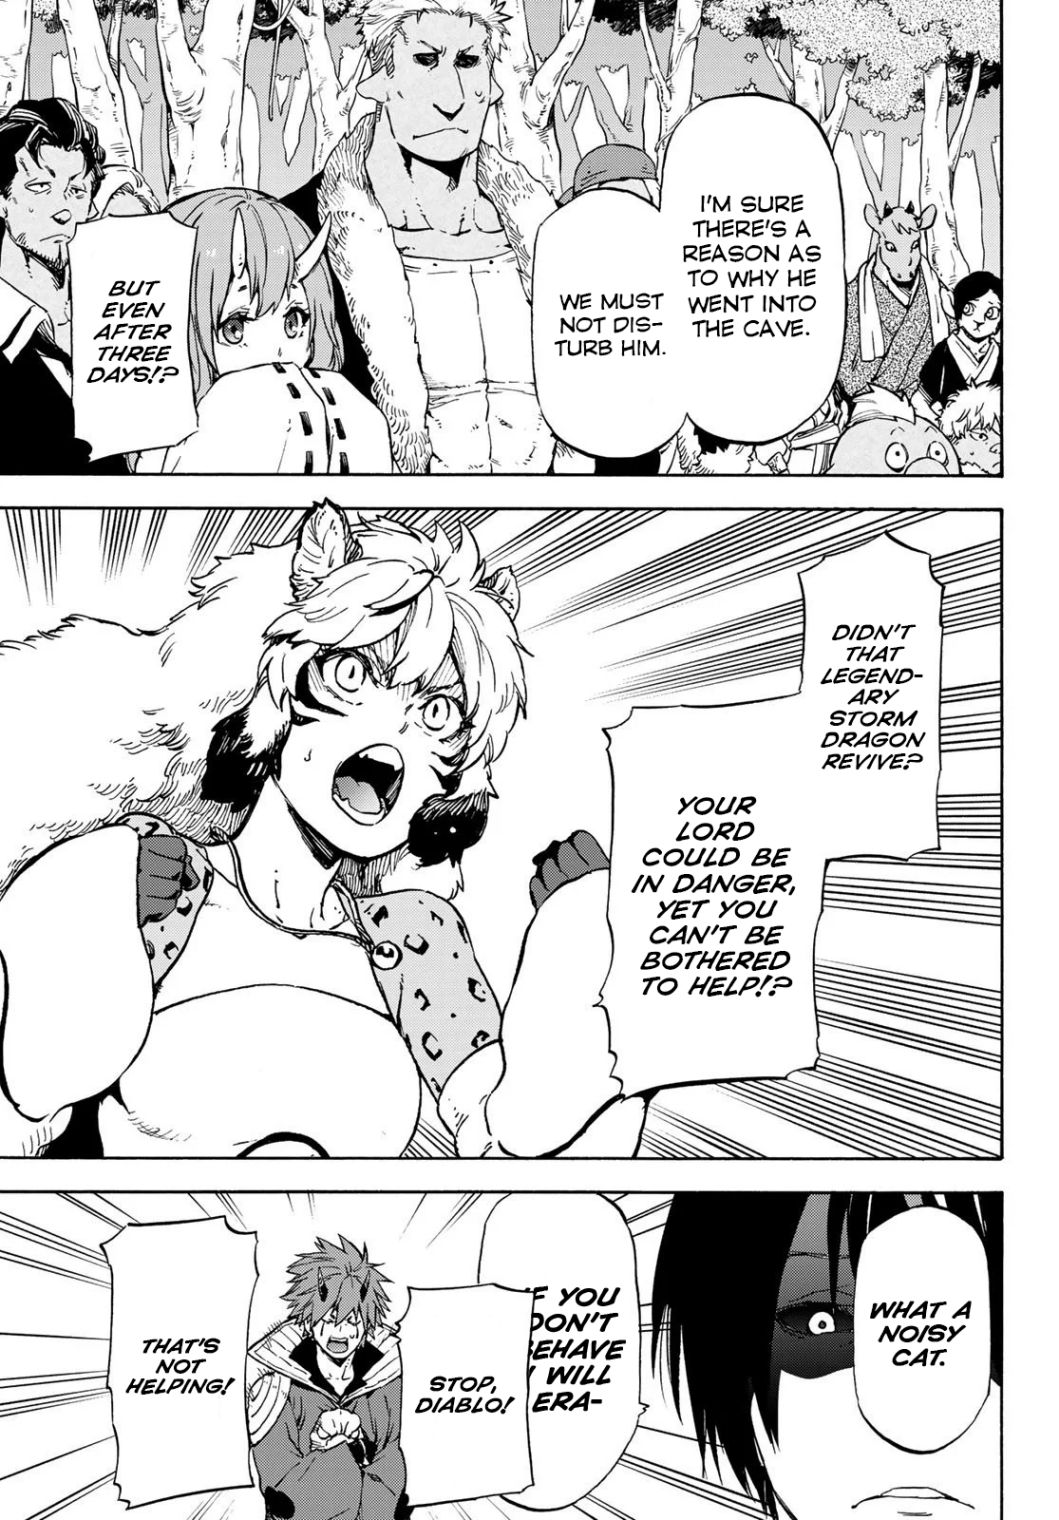 I'M SURE
THERE'S A
REASON AS
TO WHY HE
WENT INTO
THE CAVE.
WE MUST
NOT DIS-
TURB HIM.
BUT
EVEN
AFTER
THREE
DAYS!?
DIDN'T
THAT
LEGEND-
ARY
STORM
DRAGON
REVIVE?
YOUR
LORD
COULD BE
IN DANGER,
YET YOU
CAN'T BE
BOTHERED
TO HELP!?
WHAT A
NOISY
CAT.
YOU
DON'T
BEHAVE
WILL
ERA-
STOP,
DIABLO!
THAT'S
NOT
HELPING!